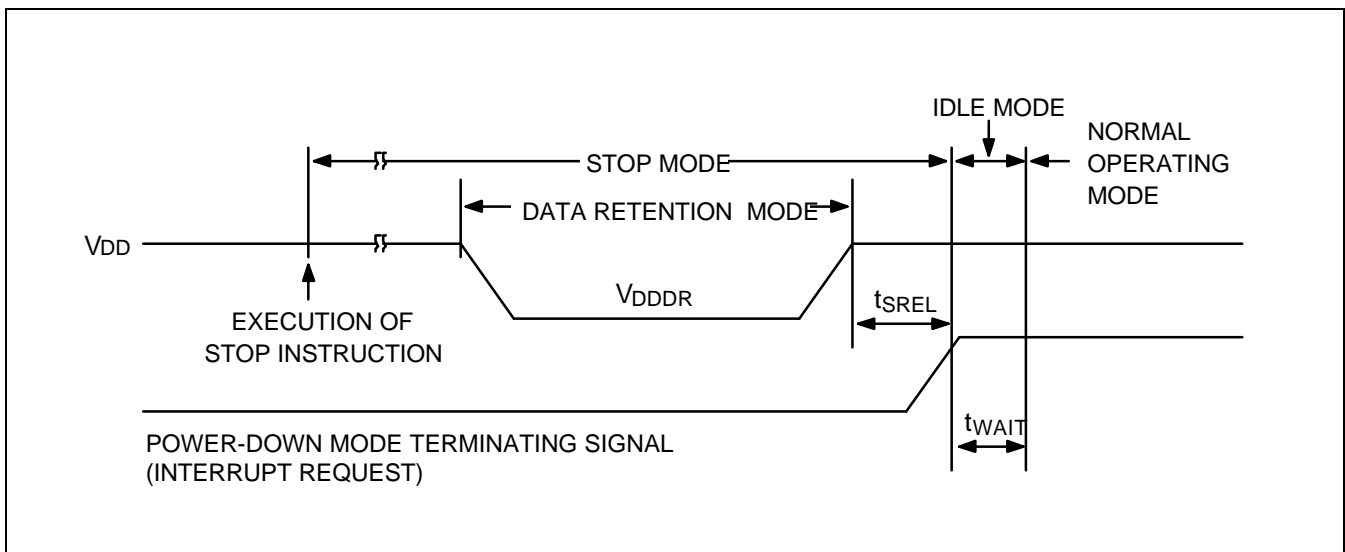 IDLE MODE
NORMAL
OPERATING
MODE
STOP MODE
DATA RETENTION MODE
VDD
VDDDR
tSREL
EXECUTION OF
STOP INSTRUCTION
tWAIT
POWER-DOWN MODE TERMINATING SIGNAL
(INTERRUPT REQUEST)